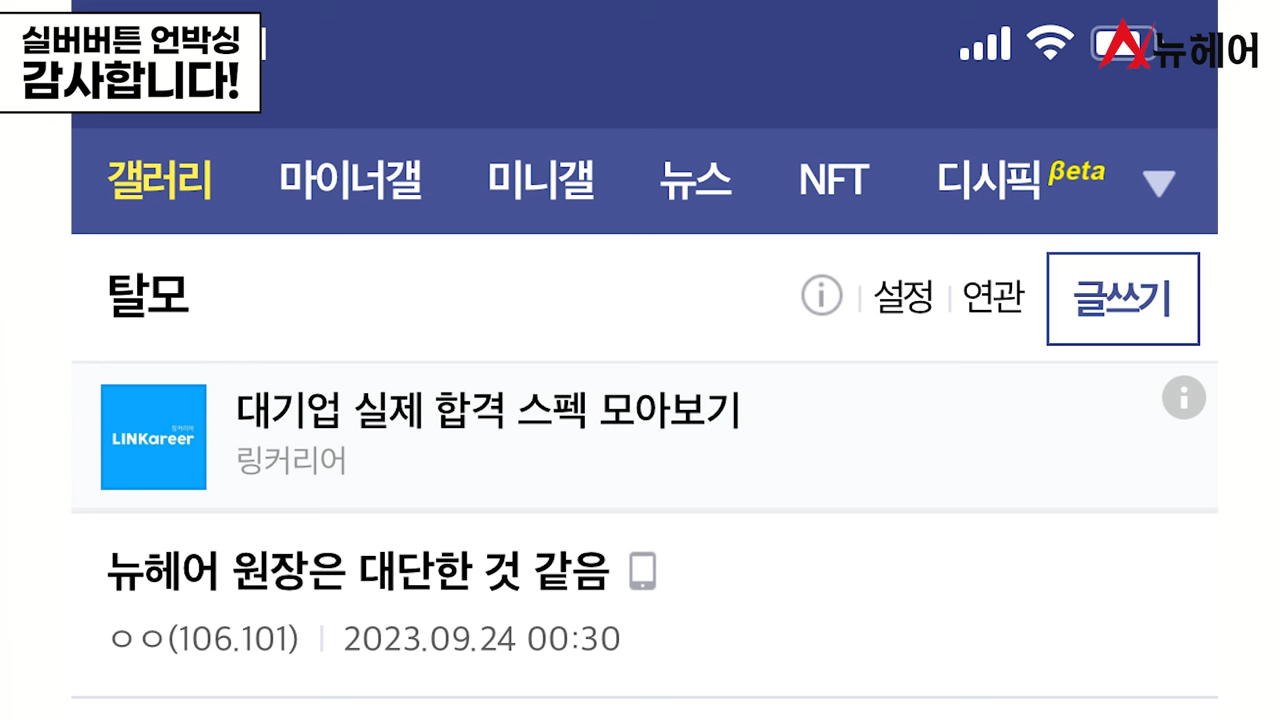 실버버튼 언박싱
감사합니다!
뉴헤어
갤러리 마이너갤 미니갤 뉴스 NFT 디시픽 βeta
탈모
설정 연관 글쓰기
대기업 실제 합격 스펙 모아보기
링커리어
LINKareer
링커리어
뉴헤어 원장은 대단한 것 같음
ㅇㅇ(106.101) 2023.09.24 00:30